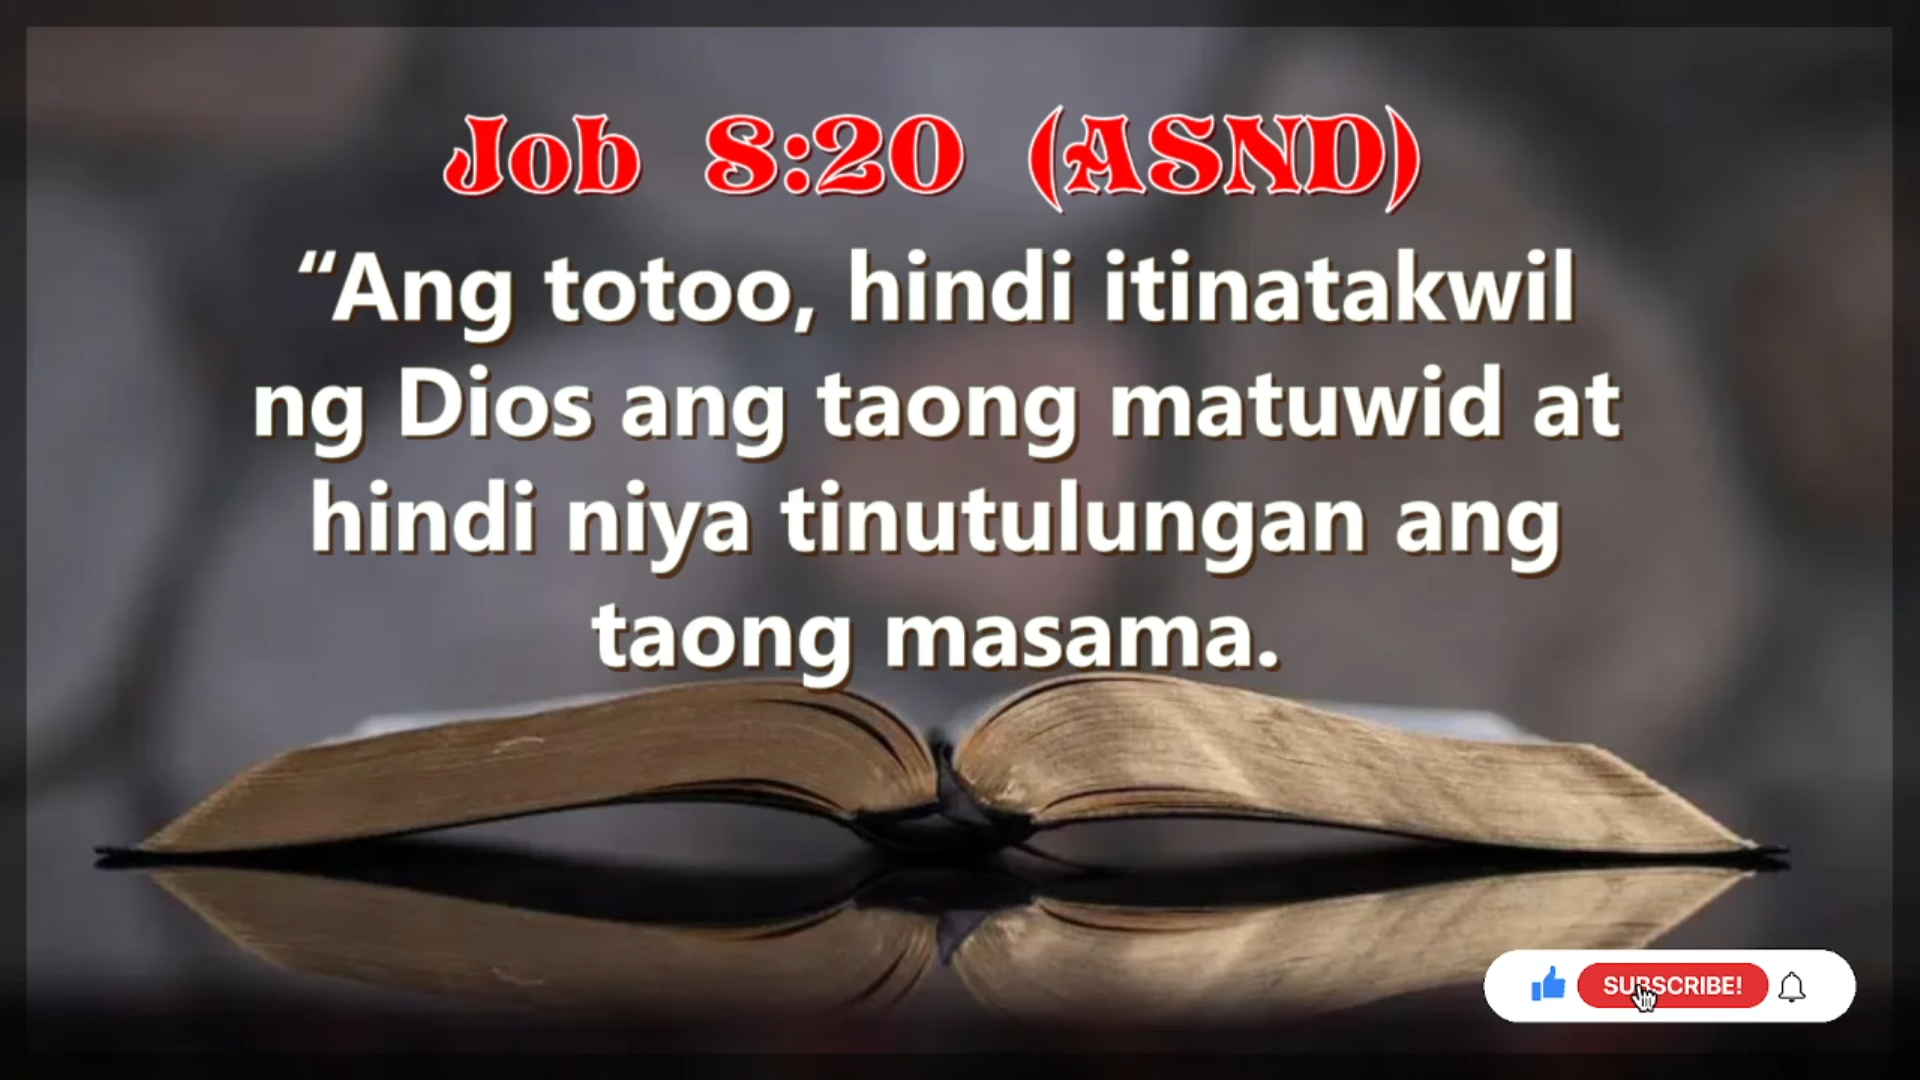 Job 8:20 (ASND)
“Ang totoo, hindi itinatakwil
ng Dios ang taong matuwid at
hindi niya tinutulungan ang
taong masama.
SUBSCRIBE!